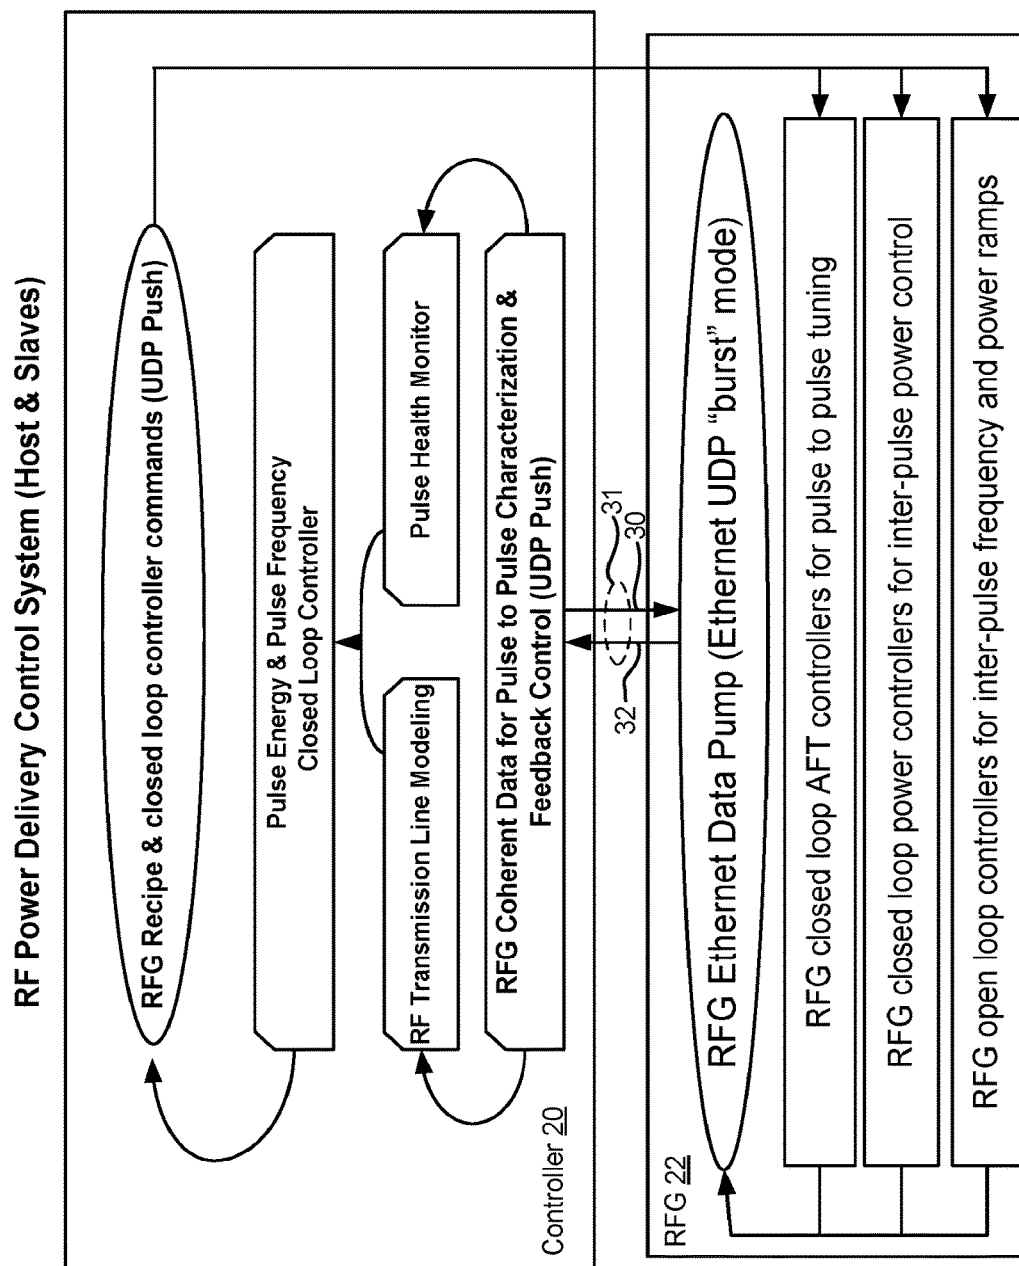 RF Power Delivery Control System (Host & Slaves)
RFG Recipe & closed loop controller commands (UDP Push)
Pulse Energy & Pulse Frequency
Closed Loop Controller
RF Transmission Line Modeling
Pulse Health Monitor
RFG Coherent Data for Pulse to Pulse Characterization &
Feedback Control (UDP Push)
Controller 20
32
30
31
RFG 22
RFG Ethernet Data Pump (Ethernet UDP “burst” mode)
RFG closed loop AFT controllers for pulse to pulse tuning
RFG closed loop power controllers for inter-pulse power control
RFG open loop controllers for inter-pulse frequency and power ramps